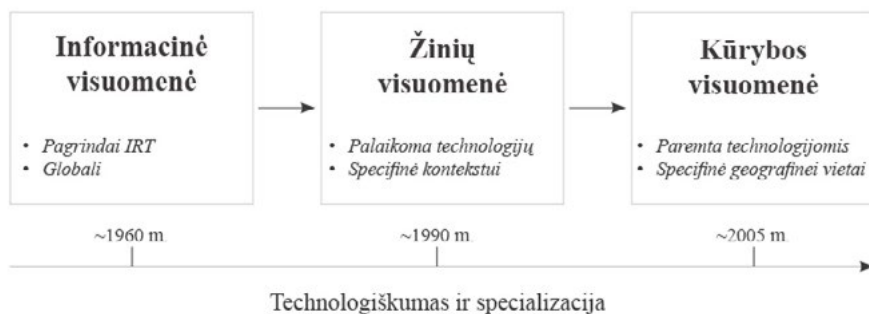 Informacinė
visuomenė
• Pagrindai IRT
• Globali
Žinių
visuomenė
• Palaikoma technologijų
• Specifinė kontekstui
Kūrybos
visuomenė
• Paremta technologijomis
• Specifinė geografinei vietai
~1960 m
~1990 m.
~2005 m
Technologiškumas ir specializacija